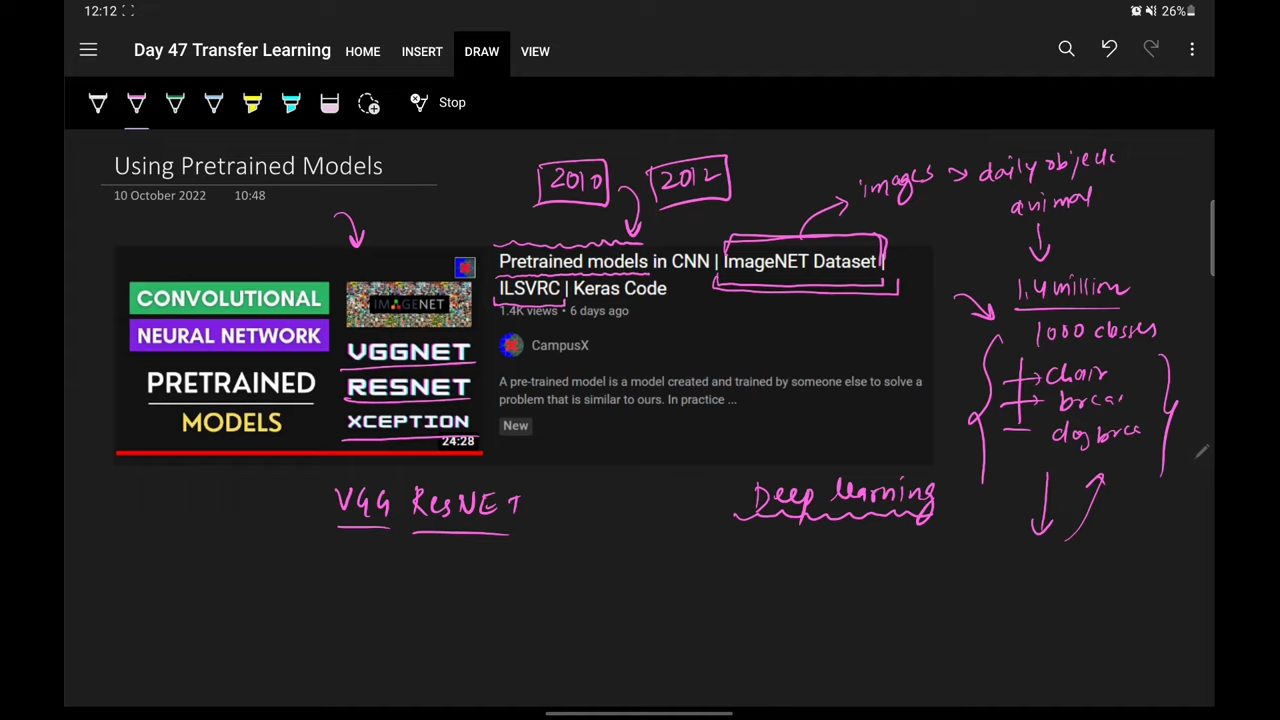 12:12 26%
Day 47 Transfer Learning HOME INSERT DRAW VIEW
Stop
Using Pretrained Models
10 October 2022 10:48
2010 2012
images daily objects
animal
1.4 million
1000 classes
chair
dog brea
CONVOLUTIONAL
NEURAL NETWORK
PRETRAINED
MODELS
IMAGENET
VGGNET
RESNET
XCEPTION
24:28
Pretrained models in CNN | ImageNET Dataset |
ILSVRC | Keras Code
1.4K views • 6 days ago
CampusX
A pre-trained model is a model created and trained by someone else to solve a
problem that is similar to ours. In practice ...
New
VGG ResNET
Deep learning